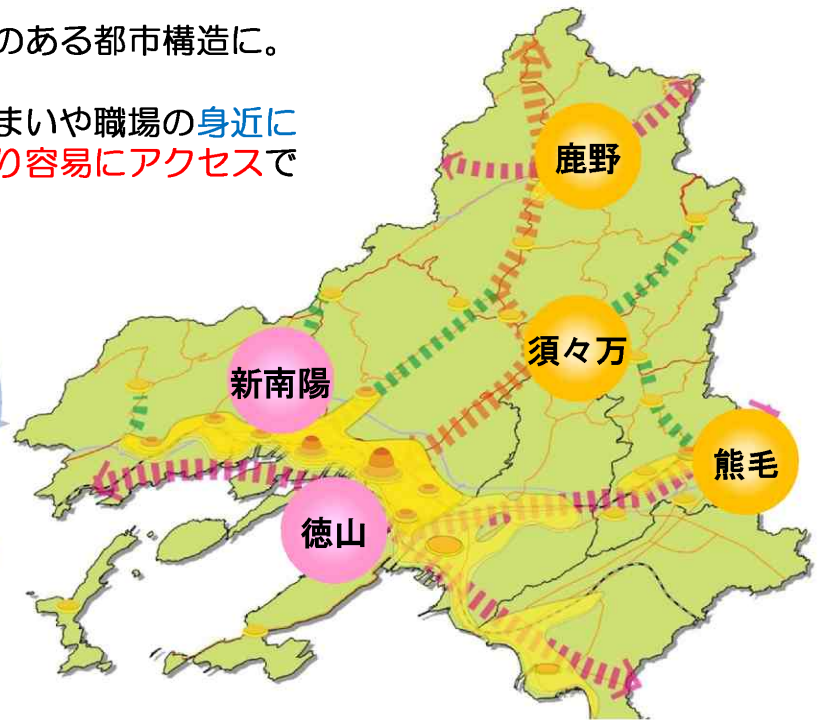 のある都市構造に。
まいや職場の身近に
り容易にアクセスで
鹿野
須々万
新南陽
熊毛
徳山